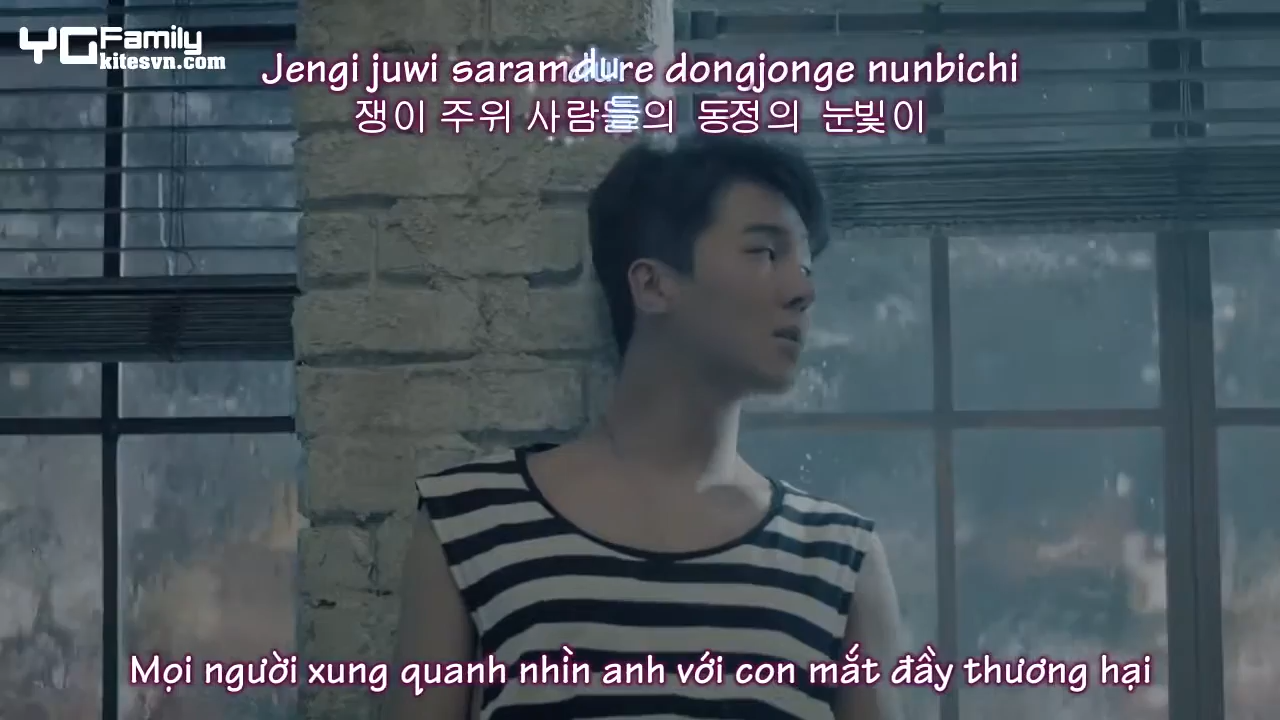 YG Family
kitesvn.com
Jengi juwi saramdure dongjonge nunbichi
쟁이 주위 사람들의 동정의 눈빛이
Mọi người xung quanh nhìn anh với con mắt đầy thương hại